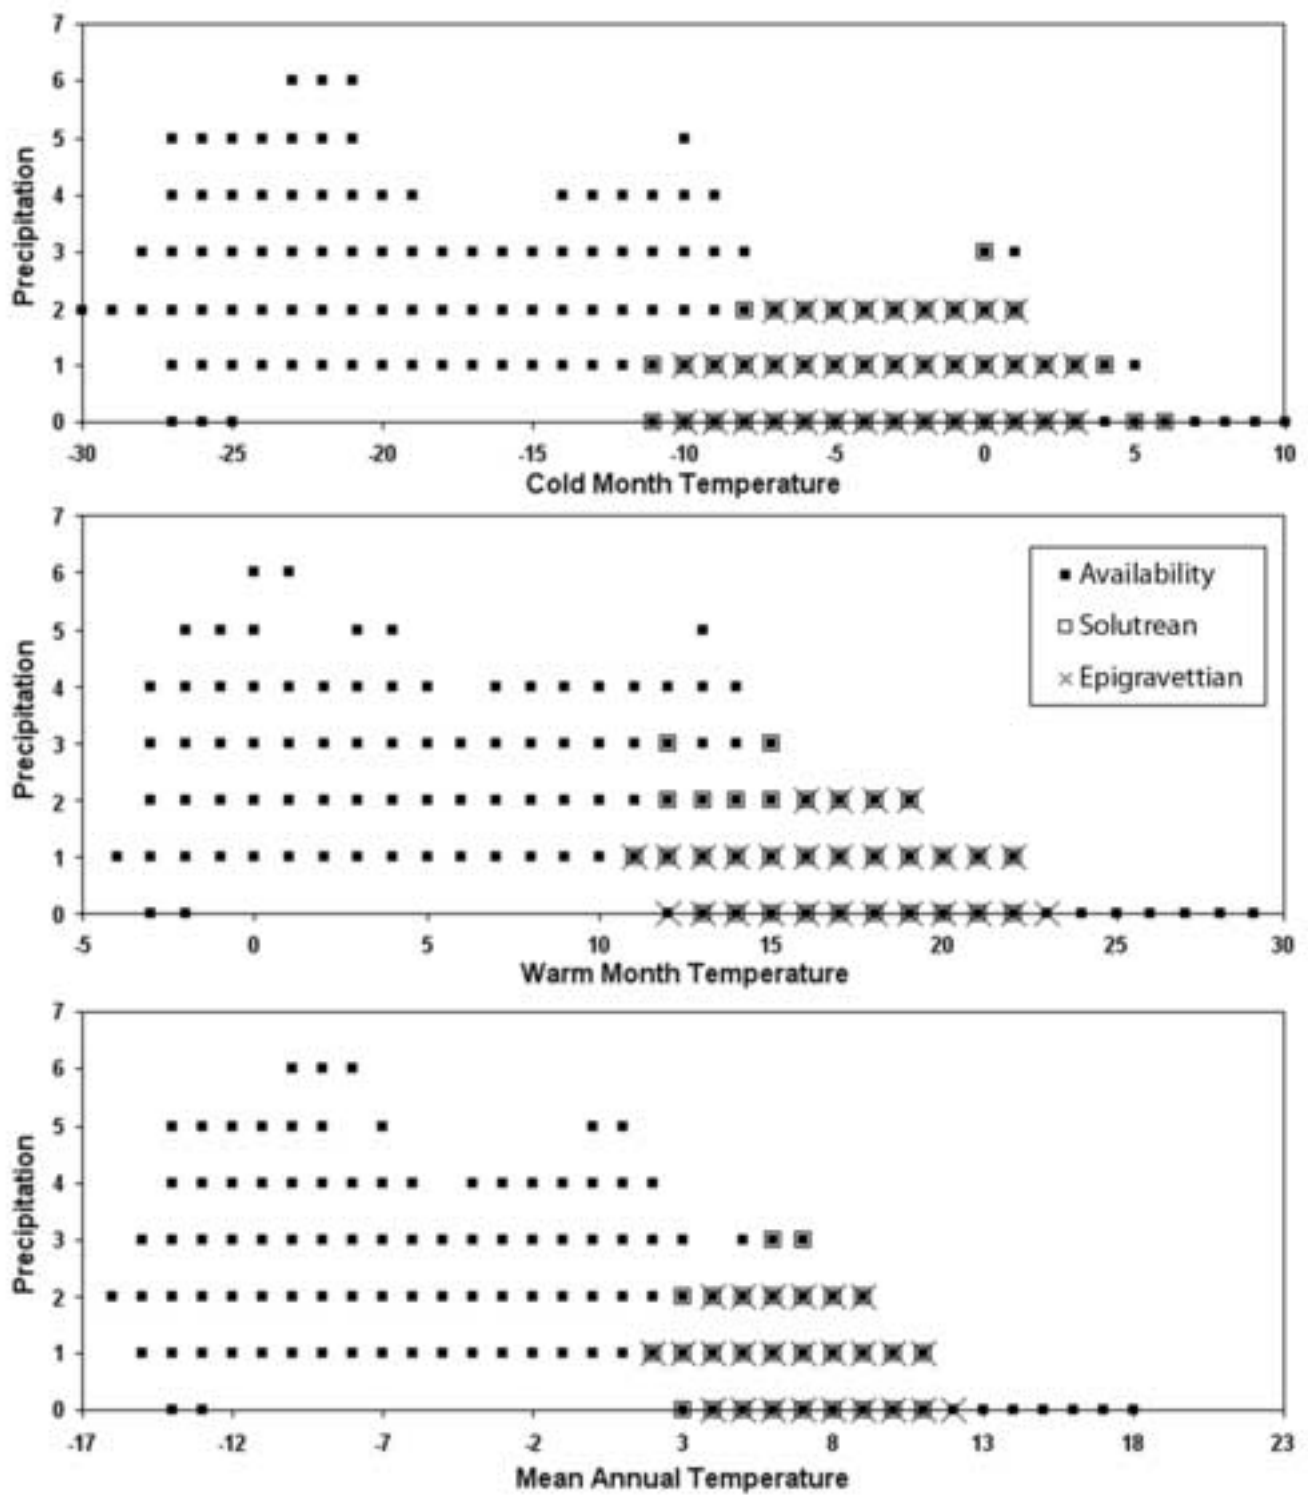 7
6
5
4
3
2
1
0
Precipitation
-30 -25 -20 -15 -10 -5 0 5 10
Cold Month Temperature
7
6
5
4
3
2
1
0
Precipitation
Availability
Solutrean
Epigravettian
-5 0 5 10 15 20 25 30
Warm Month Temperature
7
6
5
4
3
2
1
0
Precipitation
-17 -12 -7 -2 3 8 13 18 23
Mean Annual Temperature